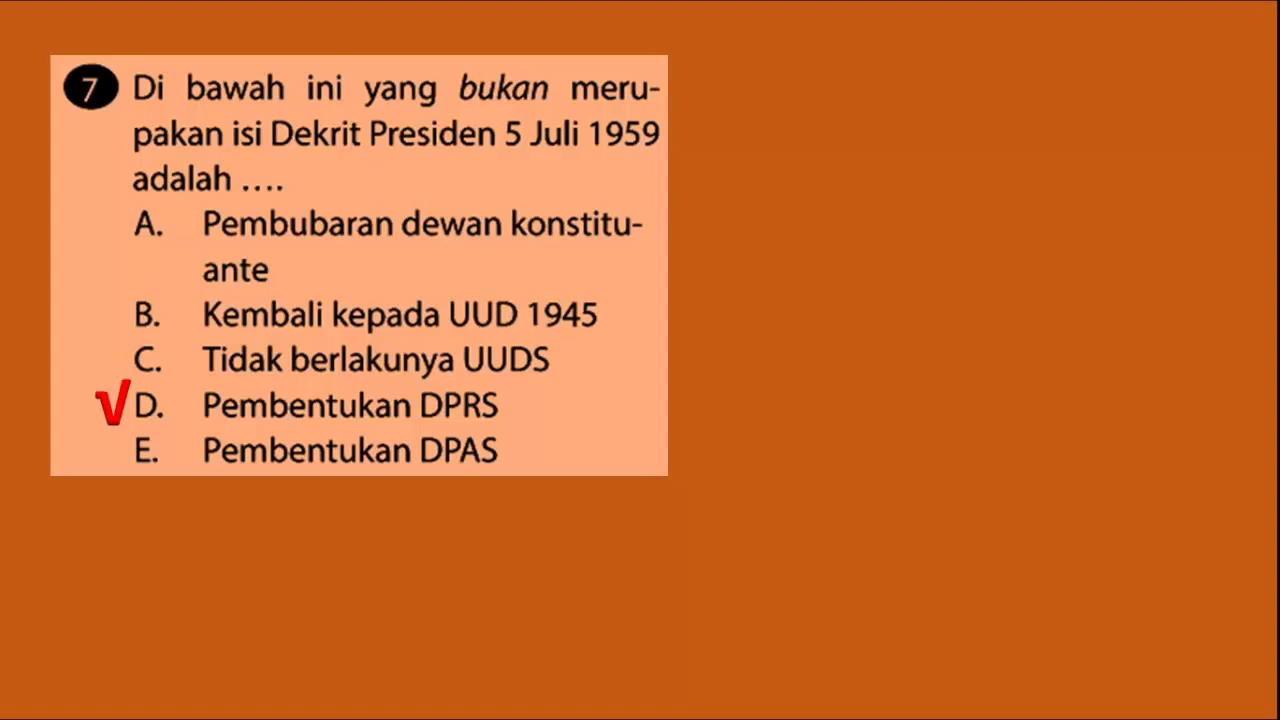 7 Di bawah ini yang bukan meru-
pakan isi Dekrit Presiden 5 Juli 1959
adalah ....
A. Pembubaran dewan konstitu-
ante
B. Kembali kepada UUD 1945
C. Tidak berlakunya UUDS
√ D. Pembentukan DPRS
E. Pembentukan DPAS